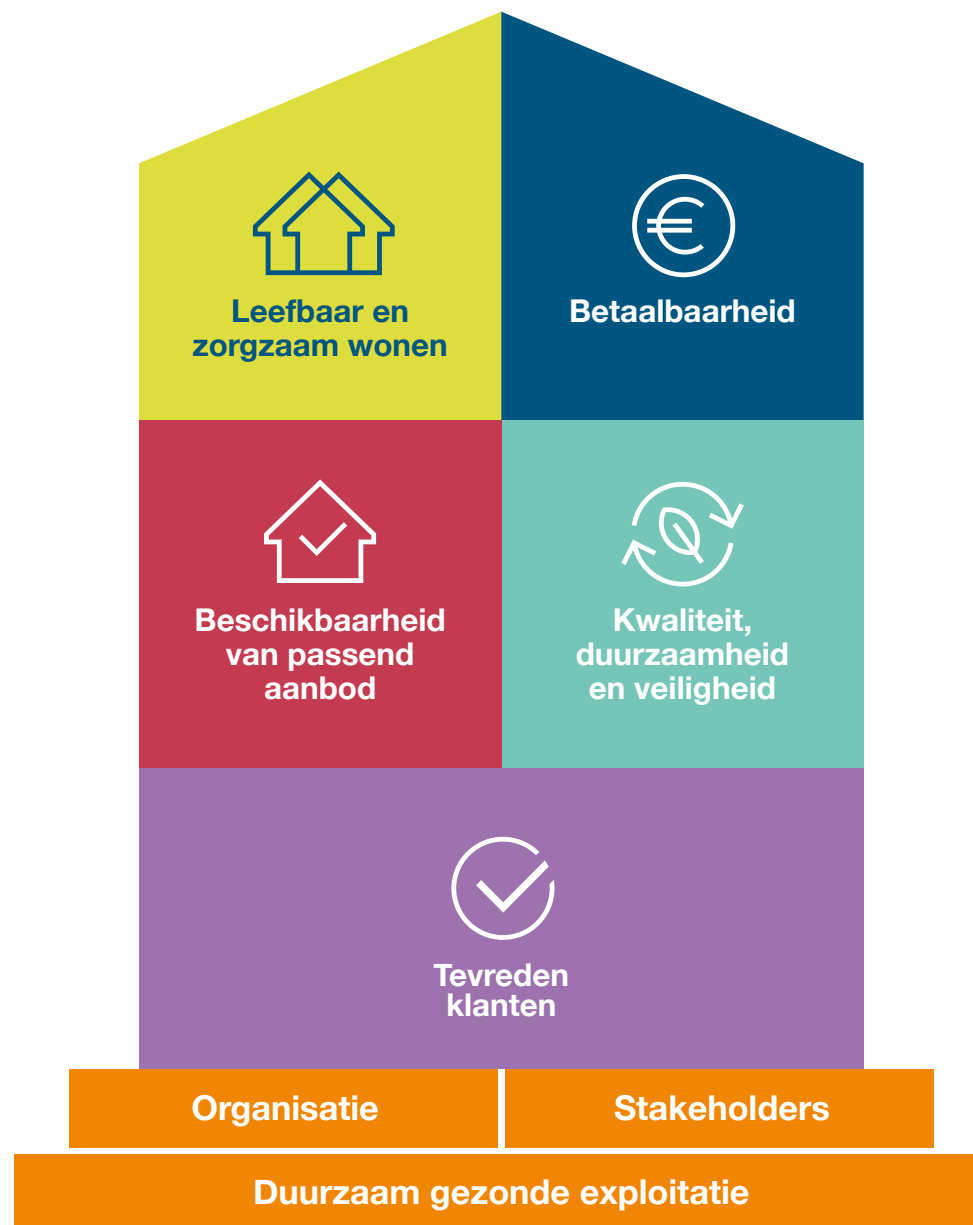 Leefbaar en
zorgzaam wonen
Betaalbaarheid
Beschikbaarheid
van passend
aanbod
Kwaliteit,
duurzaamheid
en veiligheid
Tevreden
klanten
Organisatie
Stakeholders
Duurzaam gezonde exploitatie